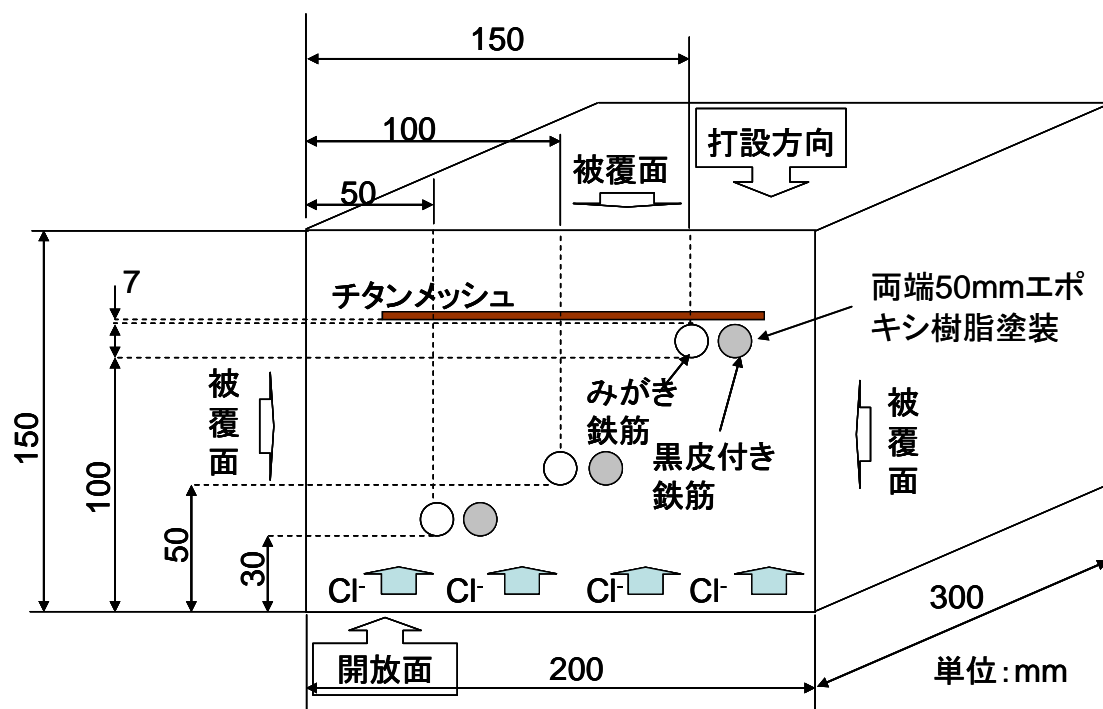 150
100
打設方向
被覆面
50
7
チタンメッシュ
両端50mmエポ
キシ樹脂塗装
みがき
鉄筋
黒皮付き
鉄筋
被
覆
面
被
覆
面
150
100
50
30
Cl-
Cl-
Cl-
Cl-
300
開放面
200
単位:mm